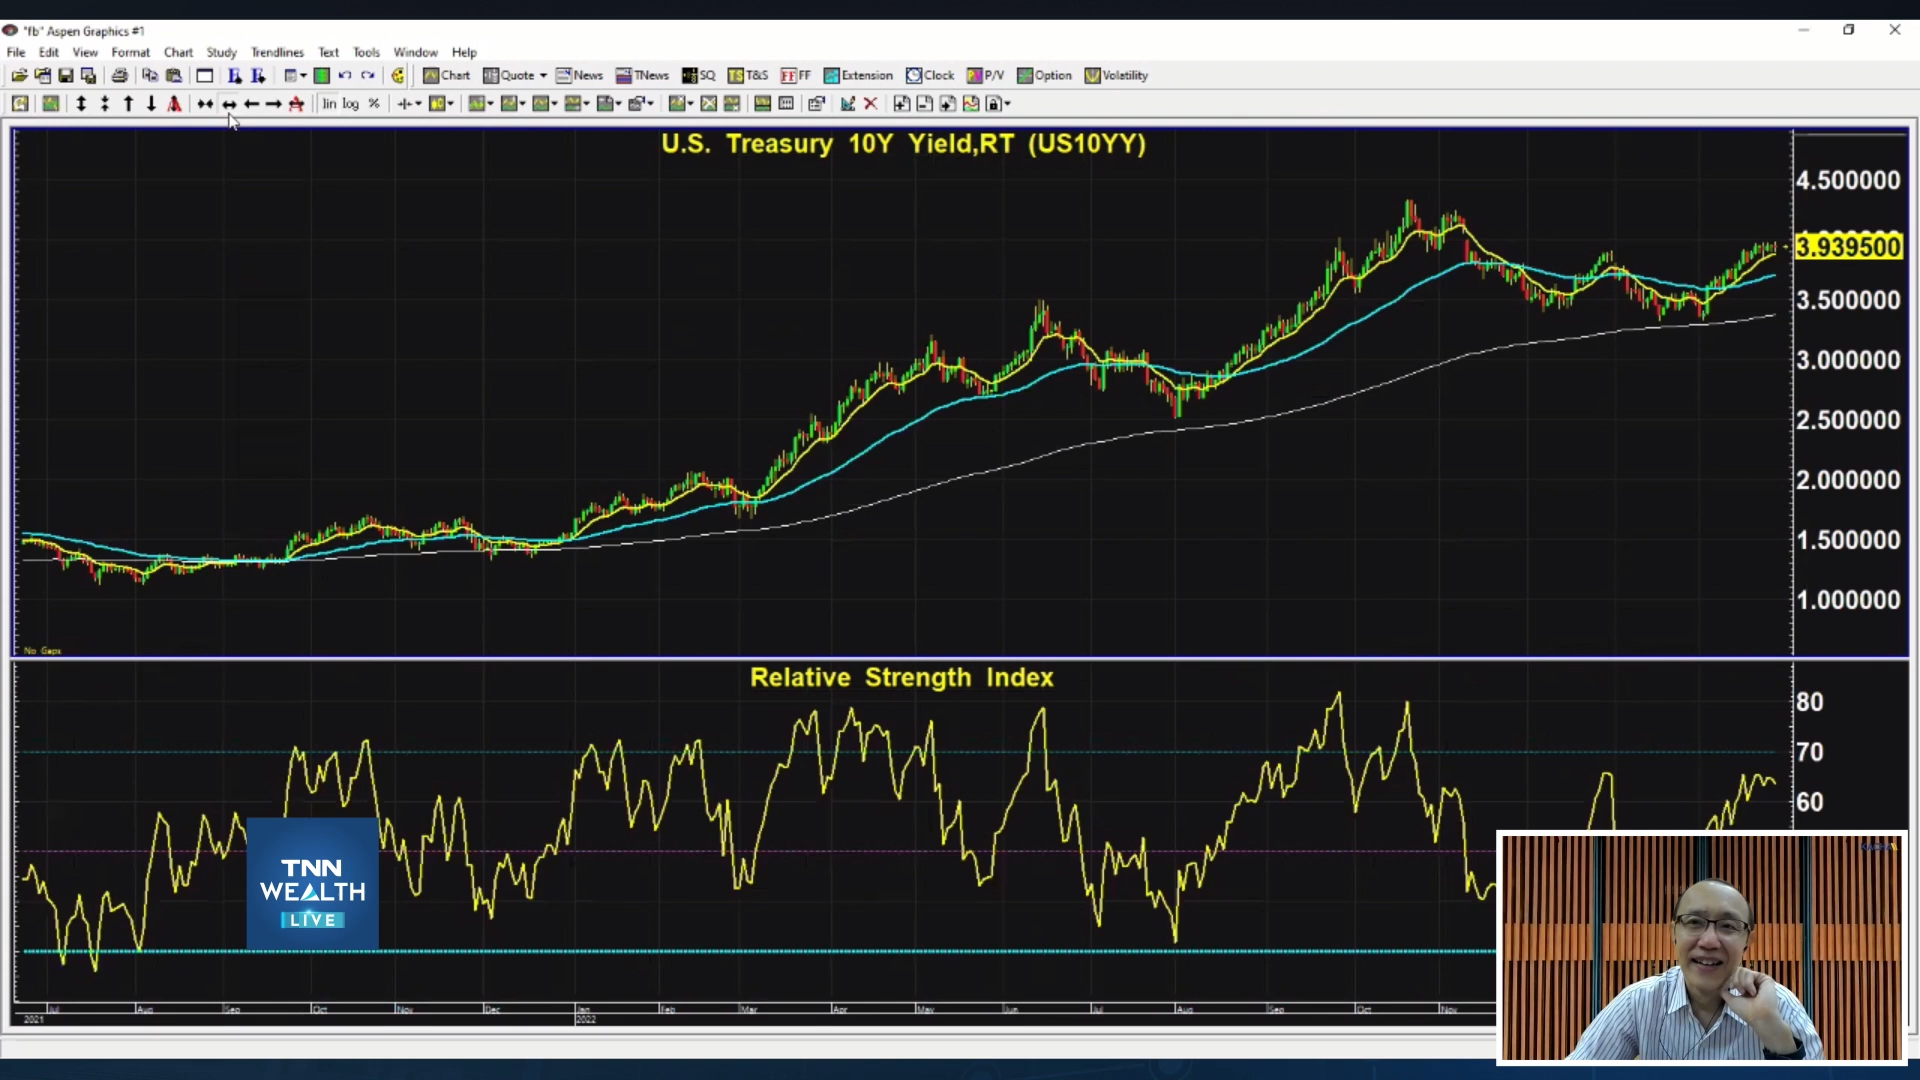 "fb" Aspen Graphics #1
File Edit View Format Chart Study Trendlines Text Tools Window Help
Chart Quote News TNews SQ T&S FF Extension Clock P/V Option Volatility
lin log %
U.S. Treasury 10Y Yield,RT (US10YY)
4.500000
3.939500
3.500000
3.000000
2.500000
2.000000
1.500000
1.000000
No Gaps
Relative Strength Index
80
70
60
TNN
WEALTH
LIVE
Jul Aug Sep Oct Nov Dec Jan Feb Mar Apr May Jun Jul Aug Sep Oct Nov
2021 2022